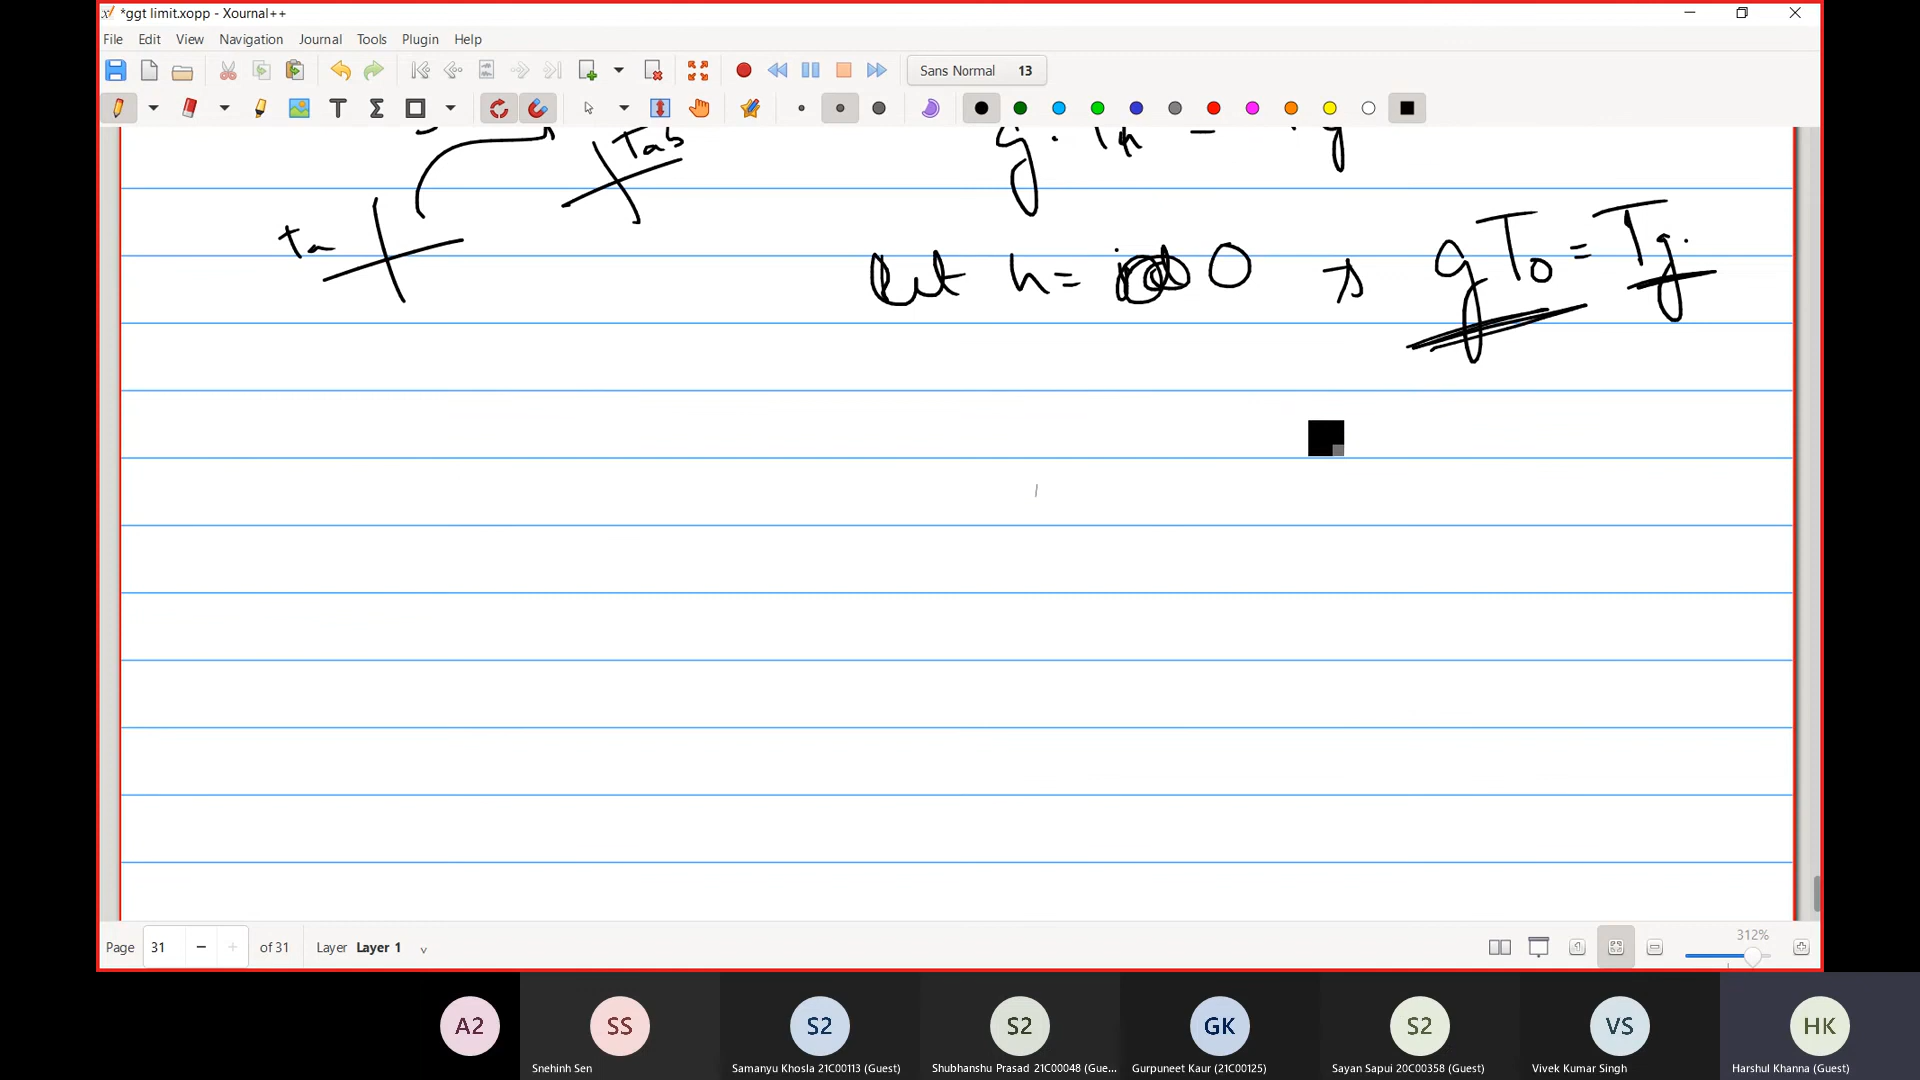 *ggt limit.xopp - Xournal++
File Edit View Navigation Journal Tools Plugin Help
Sans Normal 13
Tab
Ta
let h = 0 → gT₀ = Tg.
Page 31 of 31 Layer Layer 1 312%
A2 SS S2 S2 GK S2 VS HK
Snehinh Sen Samanyu Khosla 21C00113 (Guest) Shubhanshu Prasad 21C00048 (Gue... Gurpuneet Kaur (21C00125) Sayan Sapui 20C00358 (Guest) Vivek Kumar Singh Harshul Khanna (Guest)